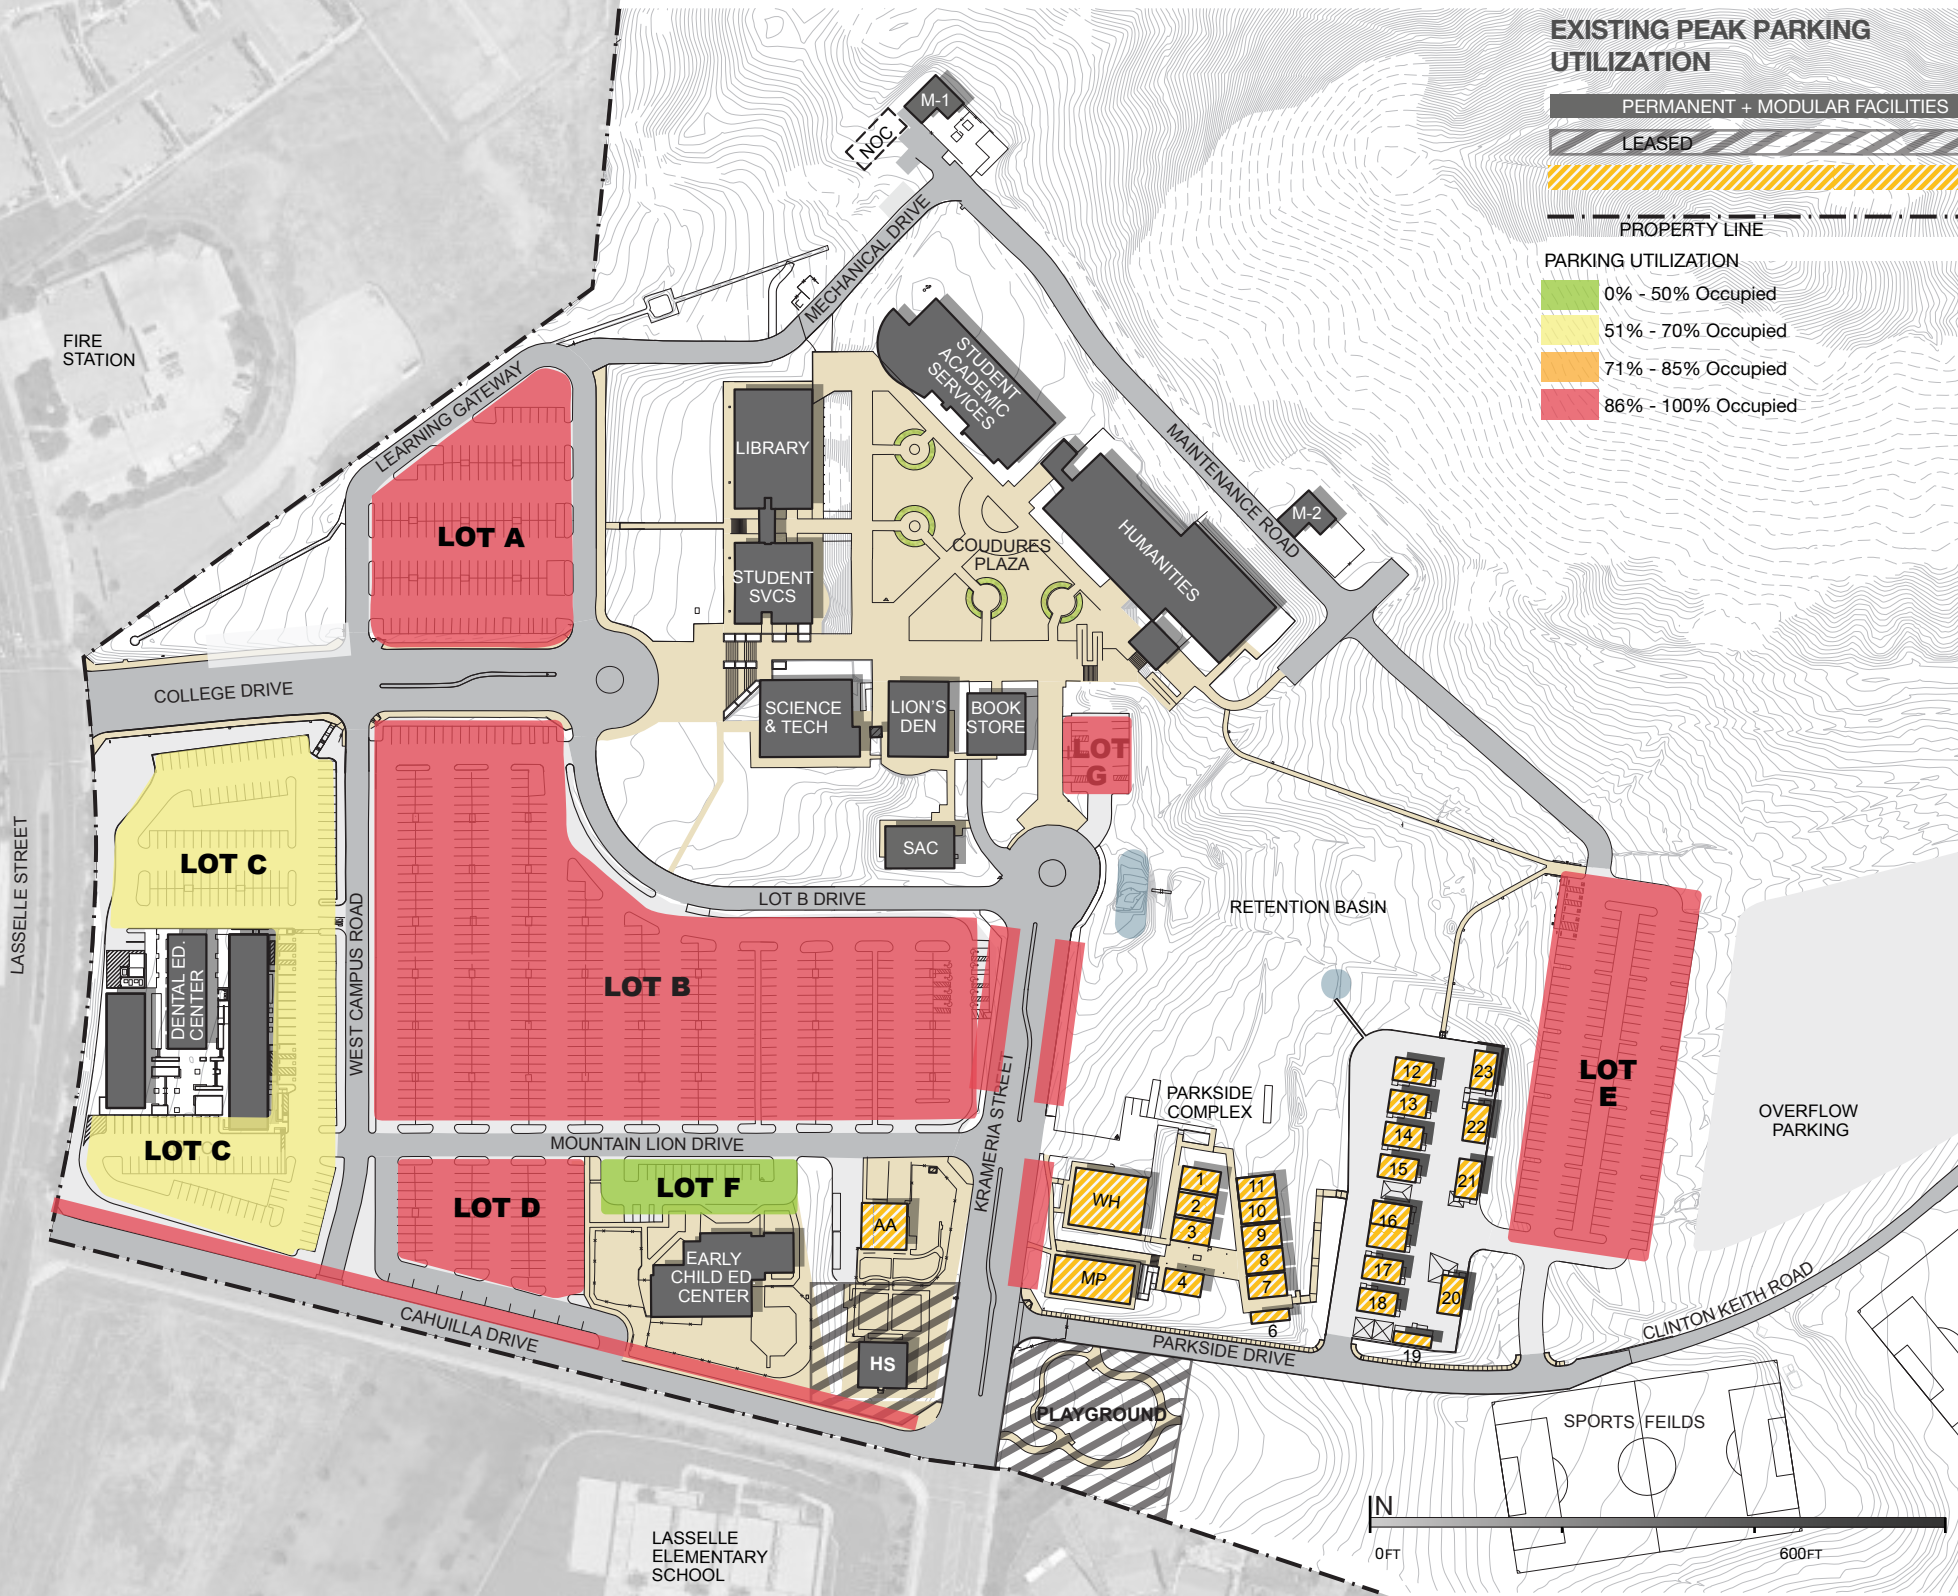 EXISTING PEAK PARKING
UTILIZATION
PERMANENT + MODULAR FACILITIES
LEASED
PROPERTY LINE
PARKING UTILIZATION
0% - 50% Occupied
51% - 70% Occupied
71% - 85% Occupied
86% - 100% Occupied
M-1
NOC
MECHANICAL DRIVE
FIRE
STATION
LEARNING GATEWAY
STUDENT
ACADEMIC
SERVICES
LIBRARY
MAINTENANCE ROAD
M-2
LOT A
COUDURES
PLAZA
HUMANITIES
STUDENT
SVCS
COLLEGE DRIVE
SCIENCE
& TECH
LION'S
DEN
BOOK
STORE
LOT
G
SAC
LOT C
LASSELLE STREET
WEST CAMPUS ROAD
LOT B DRIVE
RETENTION BASIN
DENTAL ED.
CENTER
LOT B
KRAMERIA STREET
LOT
E
OVERFLOW
PARKING
PARKSIDE
COMPLEX
12
13
14
15
16
17
18
19
20
21
22
23
LOT C
MOUNTAIN LION DRIVE
LOT D
LOT F
AA
WH
MP
1
2
3
4
11
10
9
8
7
6
EARLY
CHILD ED
CENTER
HS
CAHUILLA DRIVE
PARKSIDE DRIVE
CLINTON KEITH ROAD
PLAYGROUND
SPORTS FEILDS
N
0FT
600FT
LASSELLE
ELEMENTARY
SCHOOL